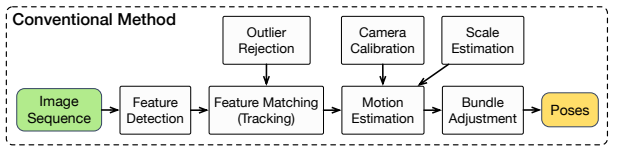 Conventional Method
Outlier
Rejection
Camera
Calibration
Scale
Estimation
Image
Sequence
Feature
Detection
Feature Matching
(Tracking)
Motion
Estimation
Bundle
Adjustment
Poses